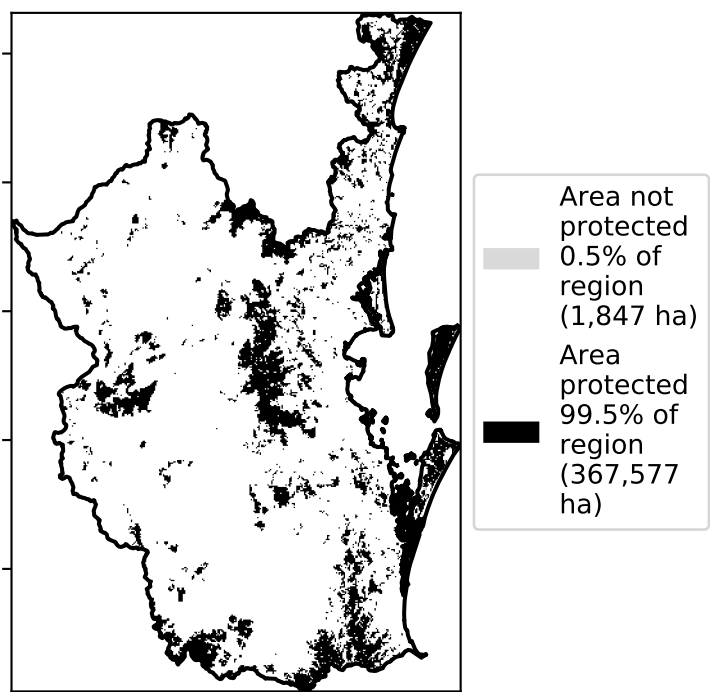 Area not
protected
0.5% of
region
(1,847 ha)
Area
protected
99.5% of
region
(367,577
ha)